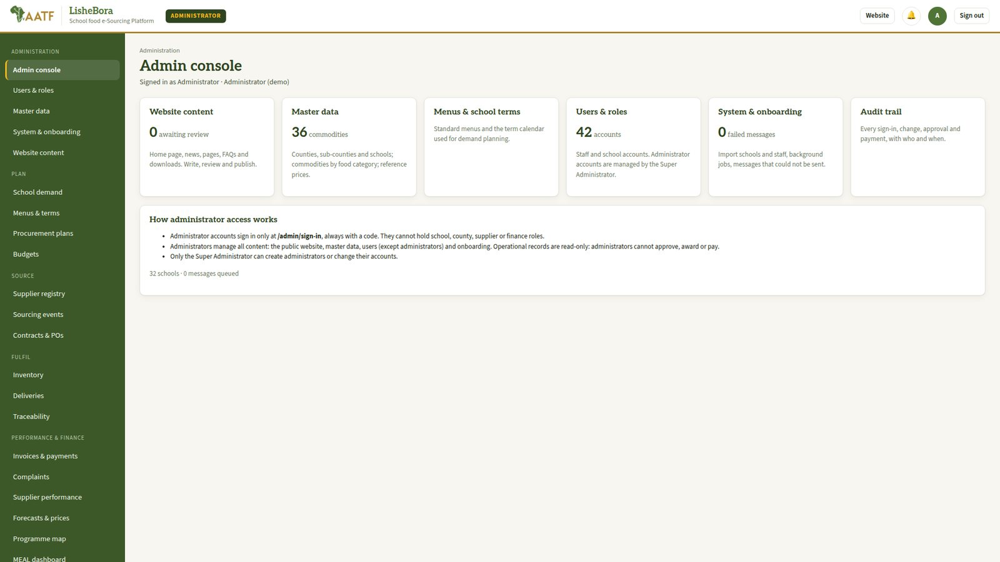 AATF
LisheBora
School food e-Sourcing Platform
ADMINISTRATOR
Website
A
Sign out
ADMINISTRATION
Admin console
Users & roles
Master data
System & onboarding
Website content
PLAN
School demand
Menus & terms
Procurement plans
Budgets
SOURCE
Supplier registry
Sourcing events
Contracts & POs
FULFIL
Inventory
Deliveries
Traceability
PERFORMANCE & FINANCE
Invoices & payments
Complaints
Supplier performance
Forecasts & prices
Programme map
MEAL dashboard
Administration
Admin console
Signed in as Administrator · Administrator (demo)
Website content
0 awaiting review
Home page, news, pages, FAQs and
downloads. Write, review and publish.
Master data
36 commodities
Counties, sub-counties and schools;
commodities by food category; reference
prices.
Menus & school terms
Standard menus and the term calendar
used for demand planning.
Users & roles
42 accounts
Staff and school accounts. Administrator
accounts are managed by the Super
Administrator.
System & onboarding
0 failed messages
Import schools and staff, background
jobs, messages that could not be sent.
Audit trail
Every sign-in, change, approval and
payment, with who and when.
How administrator access works
• Administrator accounts sign in only at /admin/sign-in, always with a code. They cannot hold school, county, supplier or finance roles.
• Administrators manage all content: the public website, master data, users (except administrators) and onboarding. Operational records are read-only: administrators cannot approve, award or pay.
• Only the Super Administrator can create administrators or change their accounts.
32 schools · 0 messages queued